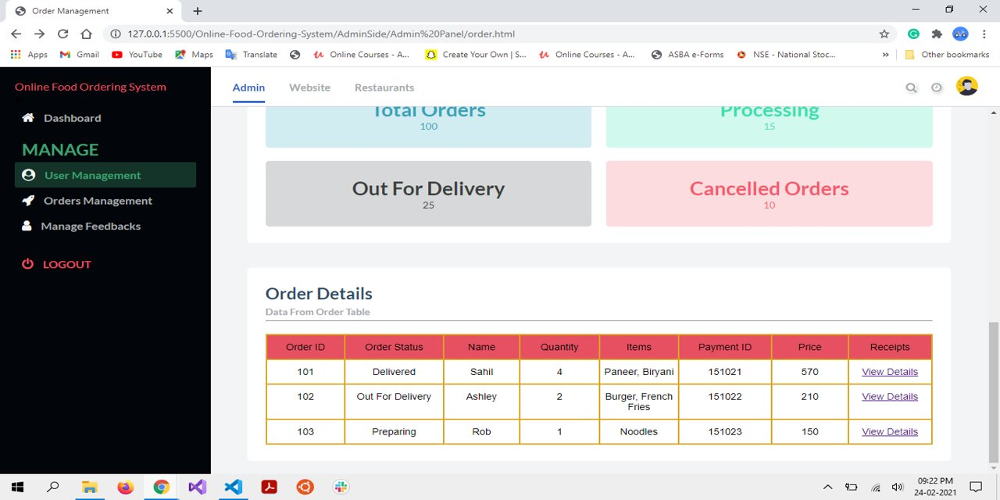 Order Management
127.0.0.1:5500/Online-Food-Ordering-System/AdminSide/Admin%20Panel/order.html
Apps Gmail YouTube Maps Translate Online Courses - A... Create Your Own | S... Online Courses - A... ASBA e-Forms NSE - National Stoc... » Other bookmarks
Online Food Ordering System
Admin Website Restaurants
Dashboard
MANAGE
User Management
Orders Management
Manage Feedbacks
LOGOUT
Total Orders
100
Processing
15
Out For Delivery
25
Cancelled Orders
10
Order Details
Data From Order Table
Order ID Order Status Name Quantity Items Payment ID Price Receipts
101 Delivered Sahil 4 Paneer, Biryani 151021 570 View Details
102 Out For Delivery Ashley 2 Burger, French Fries 151022 210 View Details
103 Preparing Rob 1 Noodles 151023 150 View Details
09:22 PM
24-02-2021